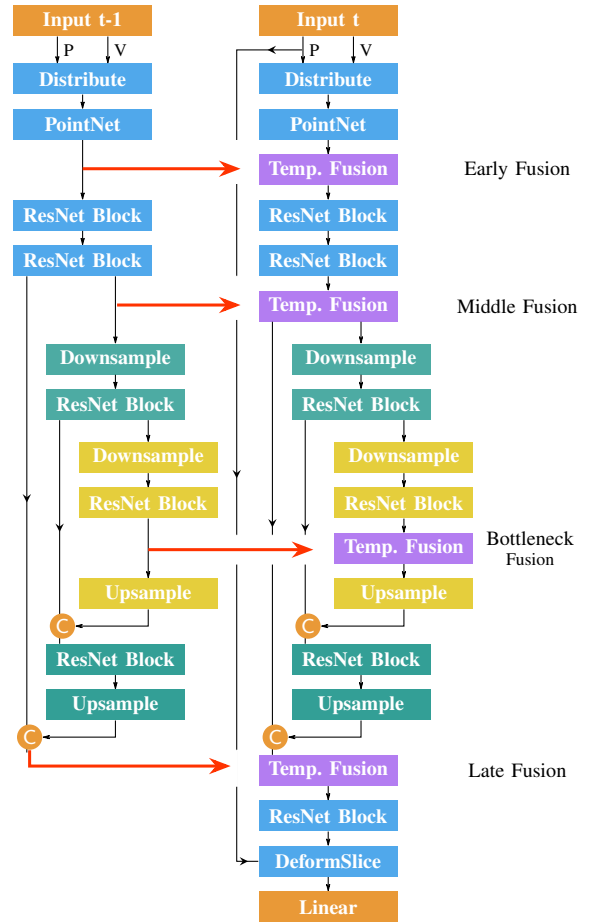 Input t-1
Input t
P
V
P
V
Distribute
Distribute
PointNet
PointNet
Temp. Fusion
Early Fusion
ResNet Block
ResNet Block
ResNet Block
ResNet Block
Temp. Fusion
Middle Fusion
Downsample
Downsample
ResNet Block
ResNet Block
Downsample
Downsample
ResNet Block
ResNet Block
Temp. Fusion
Bottleneck
Fusion
Upsample
Upsample
C
C
ResNet Block
ResNet Block
Upsample
Upsample
C
C
Temp. Fusion
Late Fusion
ResNet Block
DeformSlice
Linear